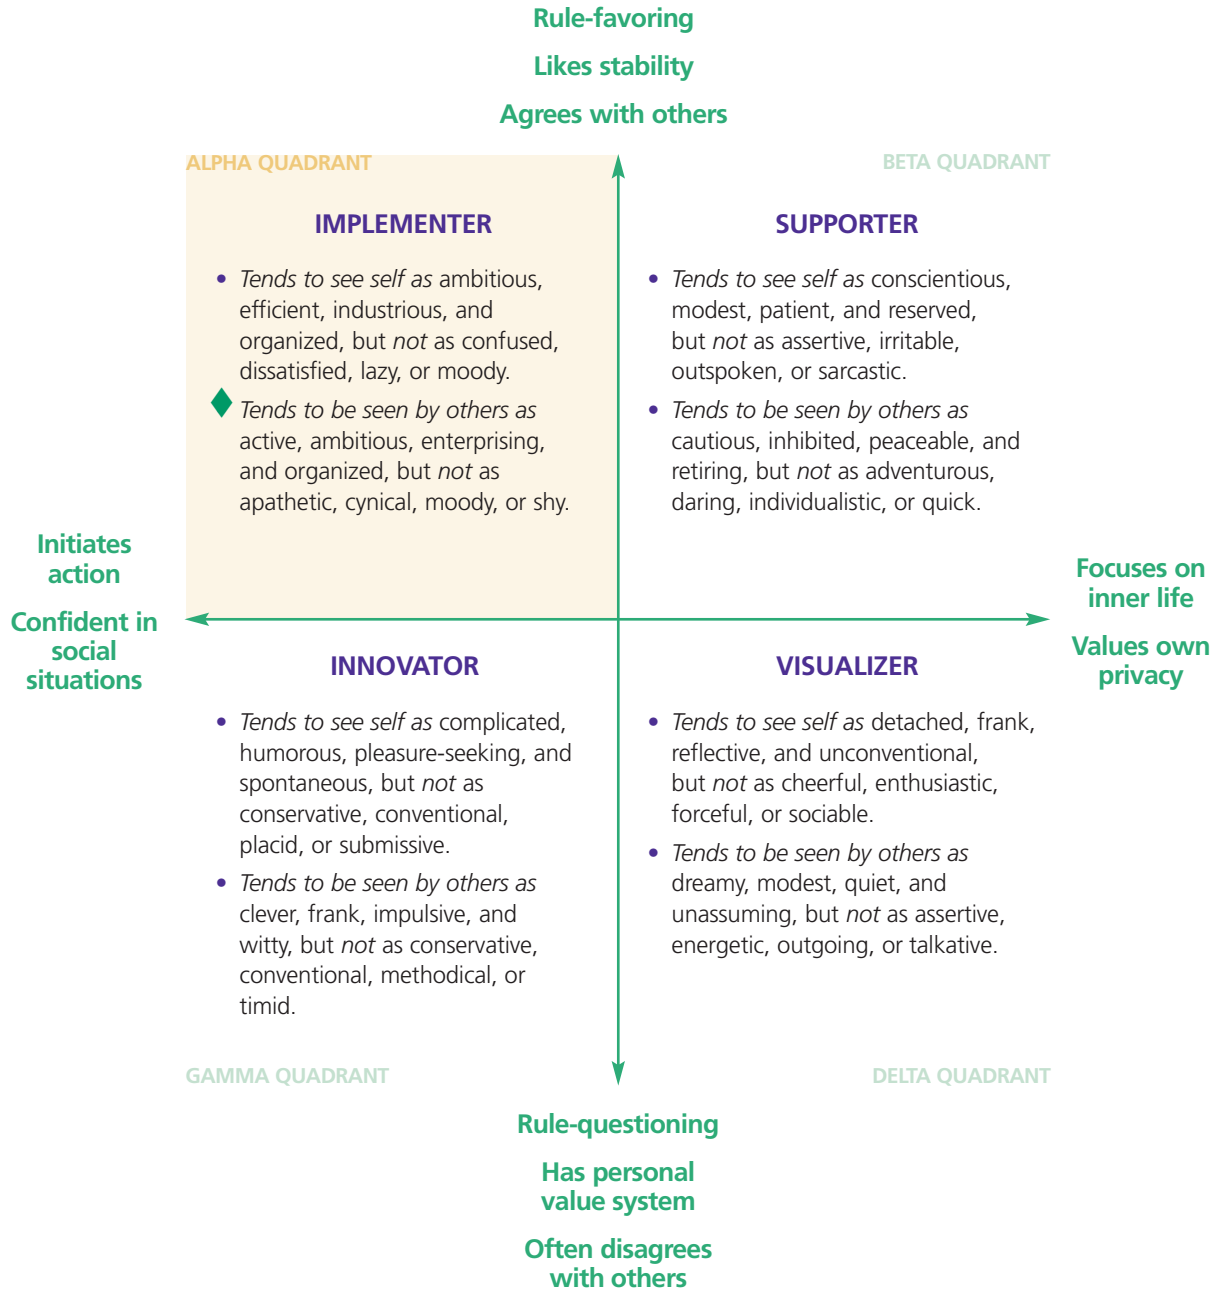 Rule-favoring
Likes stability
Agrees with others
ALPHA QUADRANT
IMPLEMENTER
• Tends to see self as ambitious,
efficient, industrious, and
organized, but not as confused,
dissatisfied, lazy, or moody.
Tends to be seen by others as
active, ambitious, enterprising,
and organized, but not as
apathetic, cynical, moody, or shy.
BETA QUADRANT
SUPPORTER
• Tends to see self as conscientious,
modest, patient, and reserved,
but not as assertive, irritable,
outspoken, or sarcastic.
• Tends to be seen by others as
cautious, inhibited, peaceable, and
retiring, but not as adventurous,
daring, individualistic, or quick.
Initiates
action
Confident in
social
situations
Focuses on
inner life
Values own
privacy
INNOVATOR
• Tends to see self as complicated,
humorous, pleasure-seeking, and
spontaneous, but not as
conservative, conventional,
placid, or submissive.
• Tends to be seen by others as
clever, frank, impulsive, and
witty, but not as conservative,
conventional, methodical, or
timid.
GAMMA QUADRANT
VISUALIZER
• Tends to see self as detached, frank,
reflective, and unconventional,
but not as cheerful, enthusiastic,
forceful, or sociable.
• Tends to be seen by others as
dreamy, modest, quiet, and
unassuming, but not as assertive,
energetic, outgoing, or talkative.
DELTA QUADRANT
Rule-questioning
Has personal
value system
Often disagrees
with others